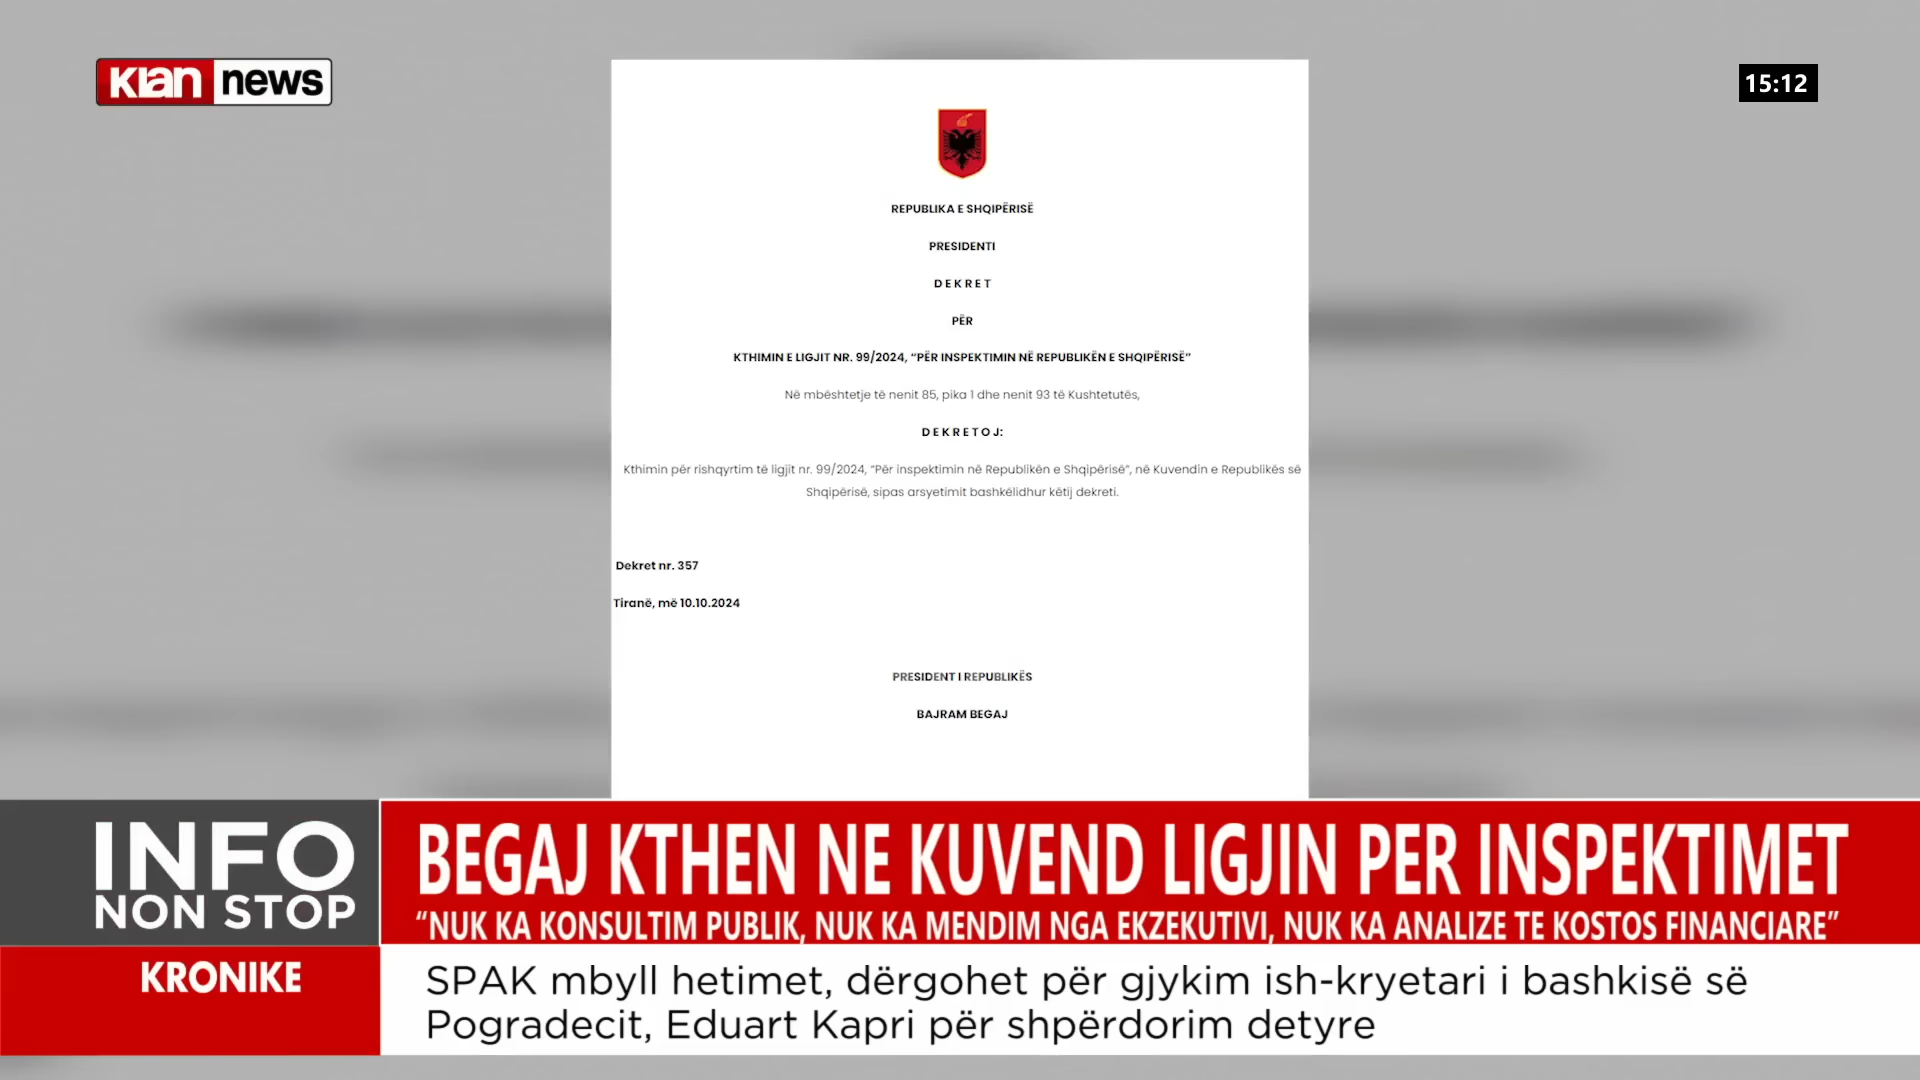 Klan news
15:12
REPUBLIKA E SHQIPËRISË
PRESIDENTI
D E K R E T
PËR
KTHIMIN E LIGJIT NR. 99/2024, “PËR INSPEKTIMIN NË REPUBLIKËN E SHQIPËRISË”
Në mbështetje të nenit 85, pika 1 dhe nenit 93 të Kushtetutës,
D E K R E T O J:
Kthimin për rishqyrtim të ligjit nr. 99/2024, “Për inspektimin në Republikën e Shqipërisë”, në Kuvendin e Republikës së
Shqipërisë, sipas arsyetimit bashkëlidhur këtij dekreti.
Dekret nr. 357
Tiranë, më 10.10.2024
PRESIDENT I REPUBLIKËS
BAJRAM BEGAJ
INFO
NON STOP
BEGAJ KTHEN NE KUVEND LIGJIN PER INSPEKTIMET
“NUK KA KONSULTIM PUBLIK, NUK KA MENDIM NGA EKZEKUTIVI, NUK KA ANALIZE TE KOSTOS FINANCIARE”
KRONIKE
SPAK mbyll hetimet, dërgohet për gjykim ish-kryetari i bashkisë së
Pogradecit, Eduart Kapri për shpërdorim detyre